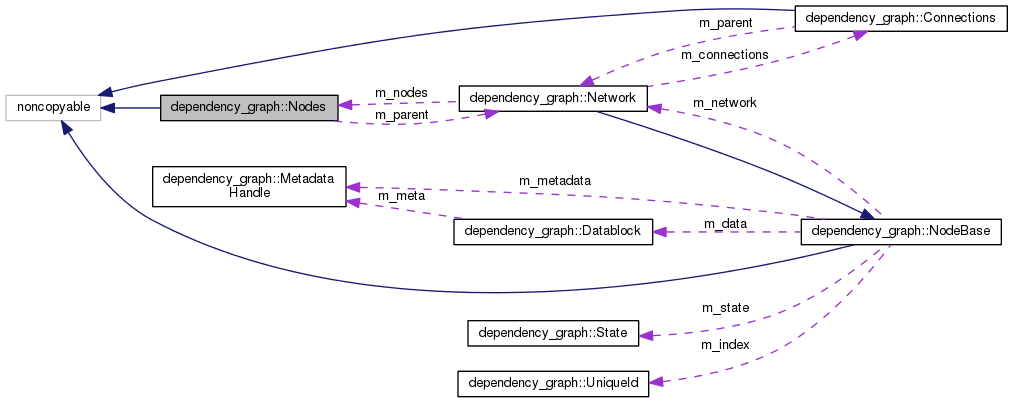 dependency_graph::Connections
m_parent
m_connections
noncopyable
dependency_graph::Nodes
m_nodes
m_parent
dependency_graph::Network
m_network
dependency_graph::Metadata
Handle
m_metadata
m_meta
dependency_graph::Datablock
m_data
dependency_graph::NodeBase
m_state
dependency_graph::State
m_index
dependency_graph::UniqueId